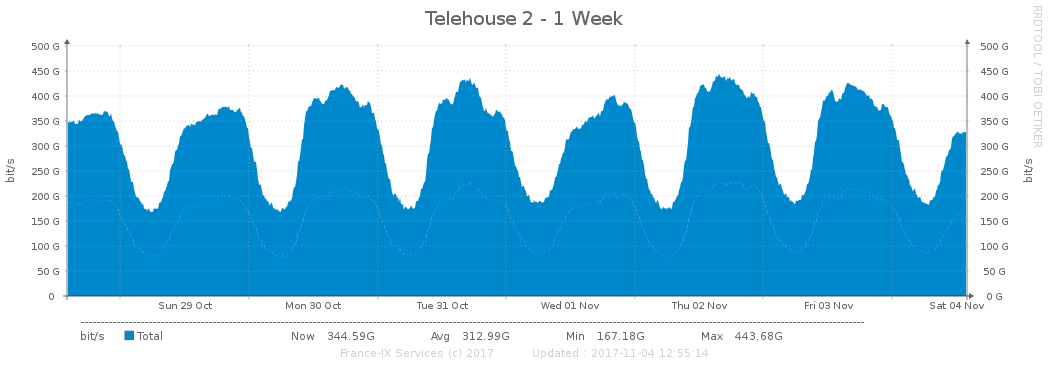 Telehouse 2 - 1 Week
RRDTOOL / TOBI OETIKER
500 G 500 G
450 G 450 G
400 G 400 G
350 G 350 G
300 G 300 G
250 G 250 G
200 G 200 G
150 G 150 G
100 G 100 G
50 G 50 G
0 0 G
bit/s
bit/s
Sun 29 Oct Mon 30 Oct Tue 31 Oct Wed 01 Nov Thu 02 Nov Fri 03 Nov Sat 04 Nov
bit/s Total Now 344.59G Avg 312.99G Min 167.18G Max 443.68G
France-IX Services (c) 2017 Updated : 2017-11-04 12:55:14